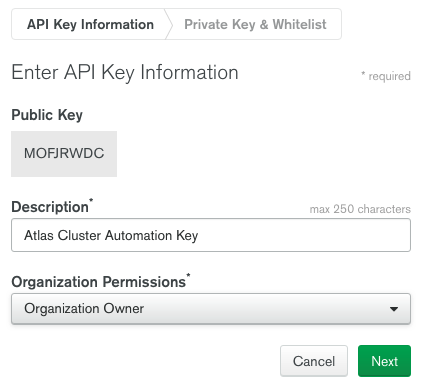 API Key Information
Private Key & Whitelist
Enter API Key Information
* required
Public Key
MOFJRWDC
Description*
max 250 characters
Atlas Cluster Automation Key
Organization Permissions*
Organization Owner
Cancel
Next